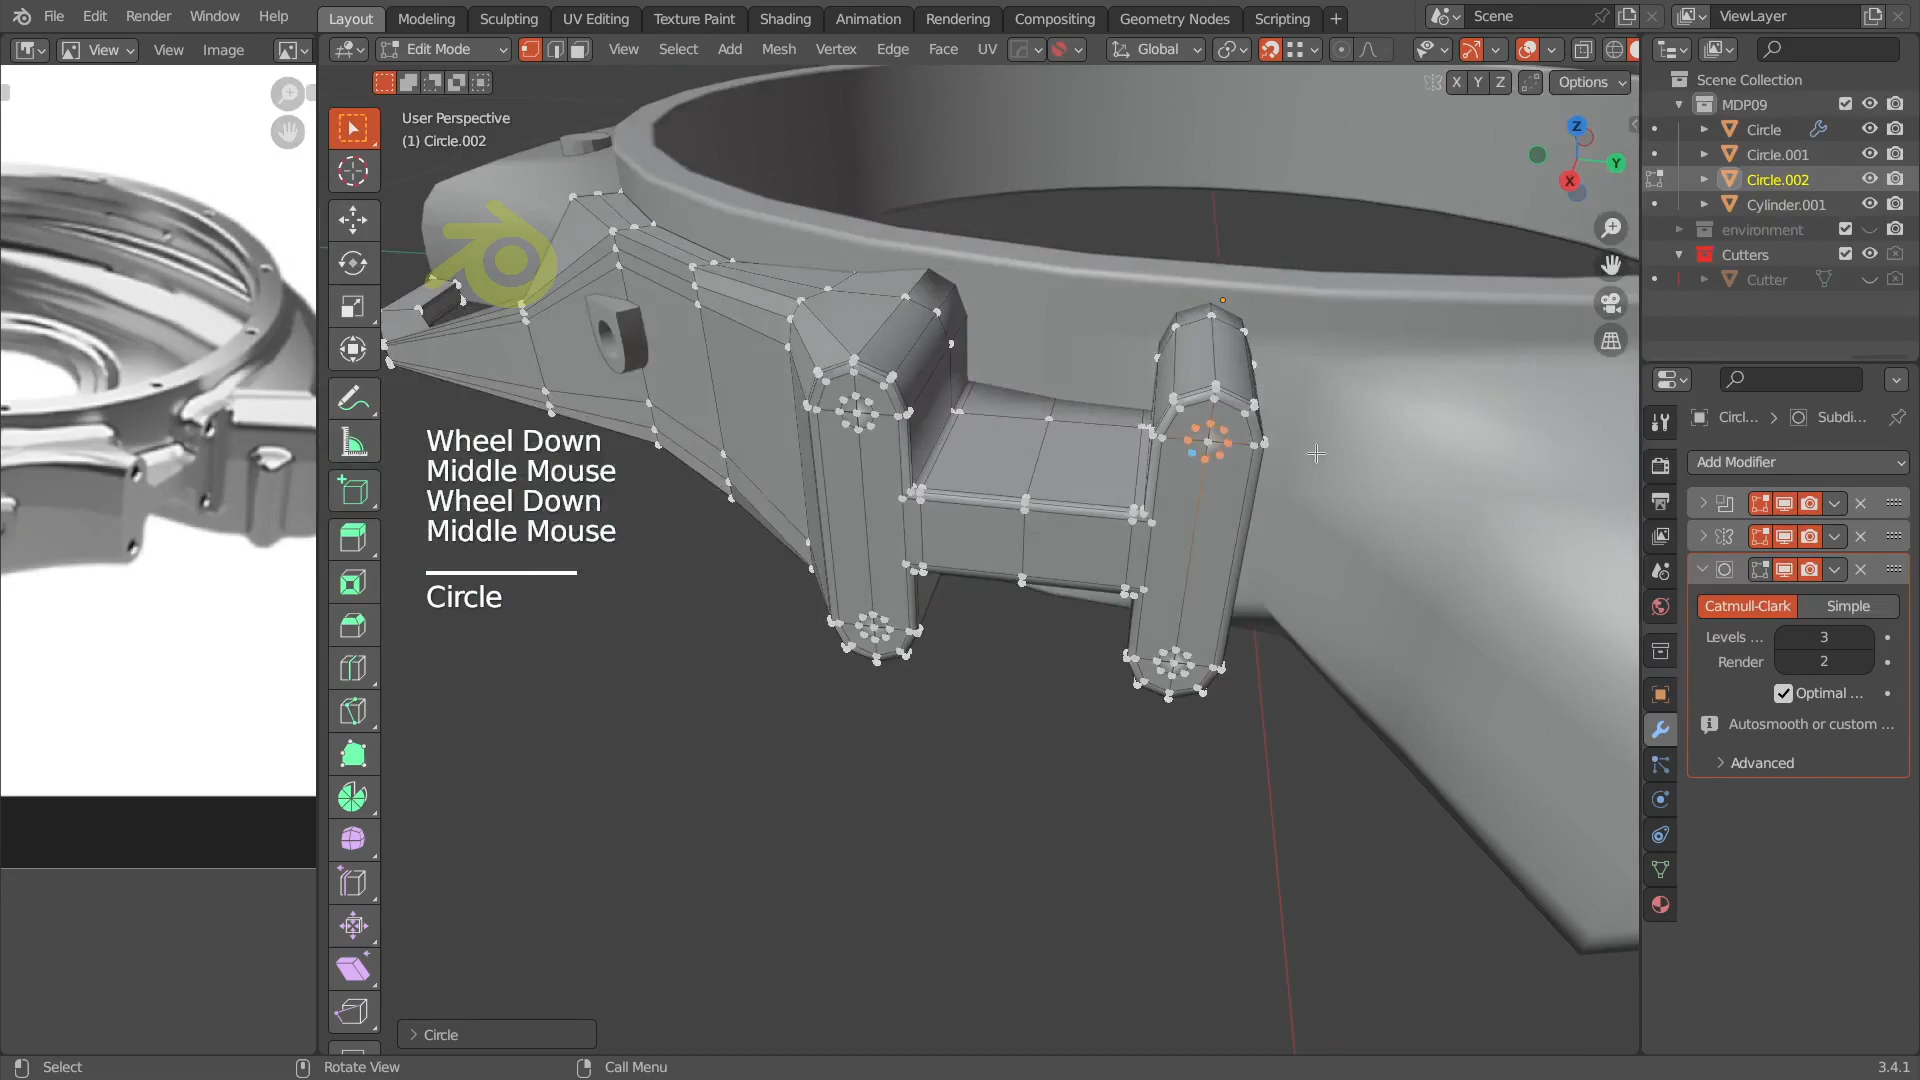 File Edit Render Window Help Layout Modeling Sculpting UV Editing Texture Paint Shading Animation Rendering Compositing Geometry Nodes Scripting + Scene ViewLayer
View View Image Edit Mode View Select Add Mesh Vertex Edge Face UV Global
X Y Z Options
User Perspective
(1) Circle.002
Z
Y
X
Scene Collection
MDP09
Circle
Circle.001
Circle.002
Cylinder.001
environment
Cutters
Cutter
Wheel Down
Middle Mouse
Wheel Down
Middle Mouse
Circle
Circl... Subdi...
Add Modifier
Catmull-Clark Simple
Levels ... 3
Render 2
Optimal ...
Autosmooth or custom ...
Advanced
Circle
Select Rotate View Call Menu 3.4.1